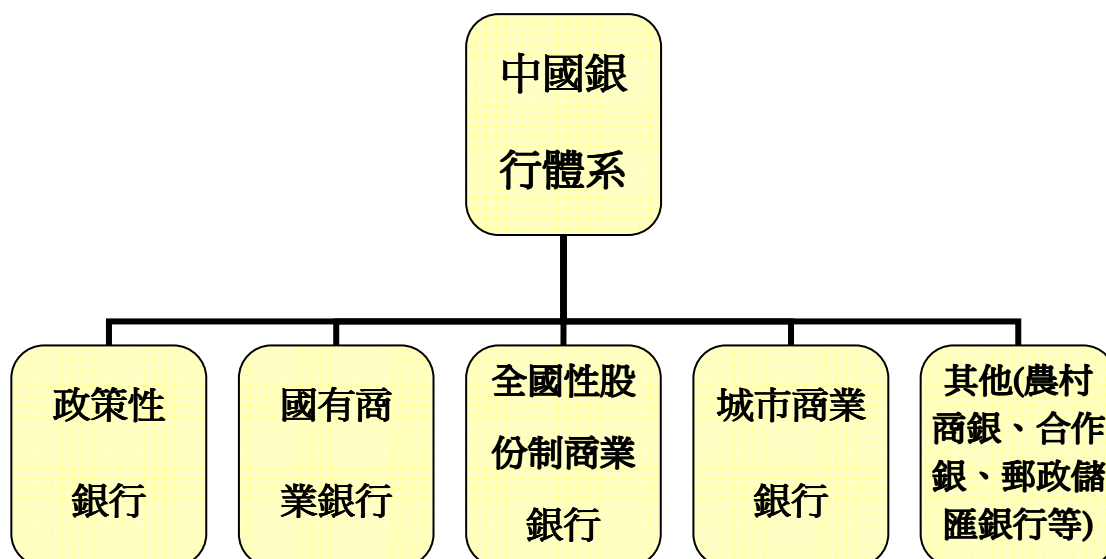 中國銀
行體系
政策性
銀行
國有商
業銀行
全國性股
份制商業
銀行
城市商業
銀行
其他(農村
商銀、合作
銀、郵政儲
匯銀行等)